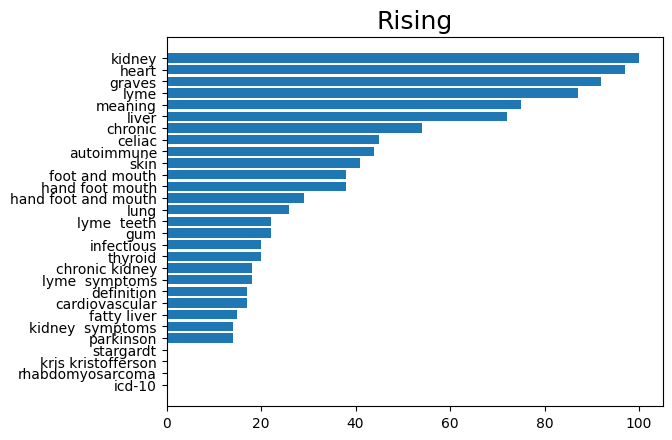 Rising
kidney
heart
graves
lyme
meaning
liver
chronic
celiac
autoimmune
skin
foot and mouth
hand foot mouth
hand foot and mouth
lung
lyme  teeth
gum
infectious
thyroid
chronic kidney
lyme  symptoms
definition
cardiovascular
fatty liver
kidney  symptoms
parkinson
stargardt
kris kristofferson
rhabdomyosarcoma
icd-10
0 20 40 60 80 100